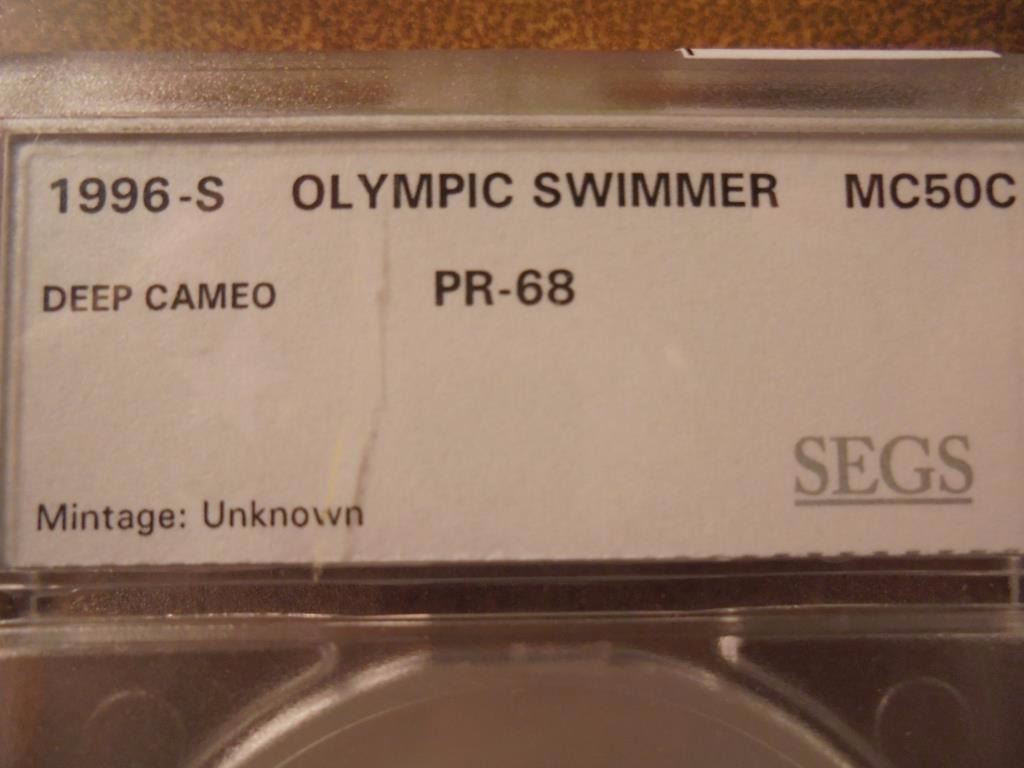 1996-S OLYMPIC SWIMMER MC50C
DEEP CAMEO PR-68
SEGS
Mintage: Unknown